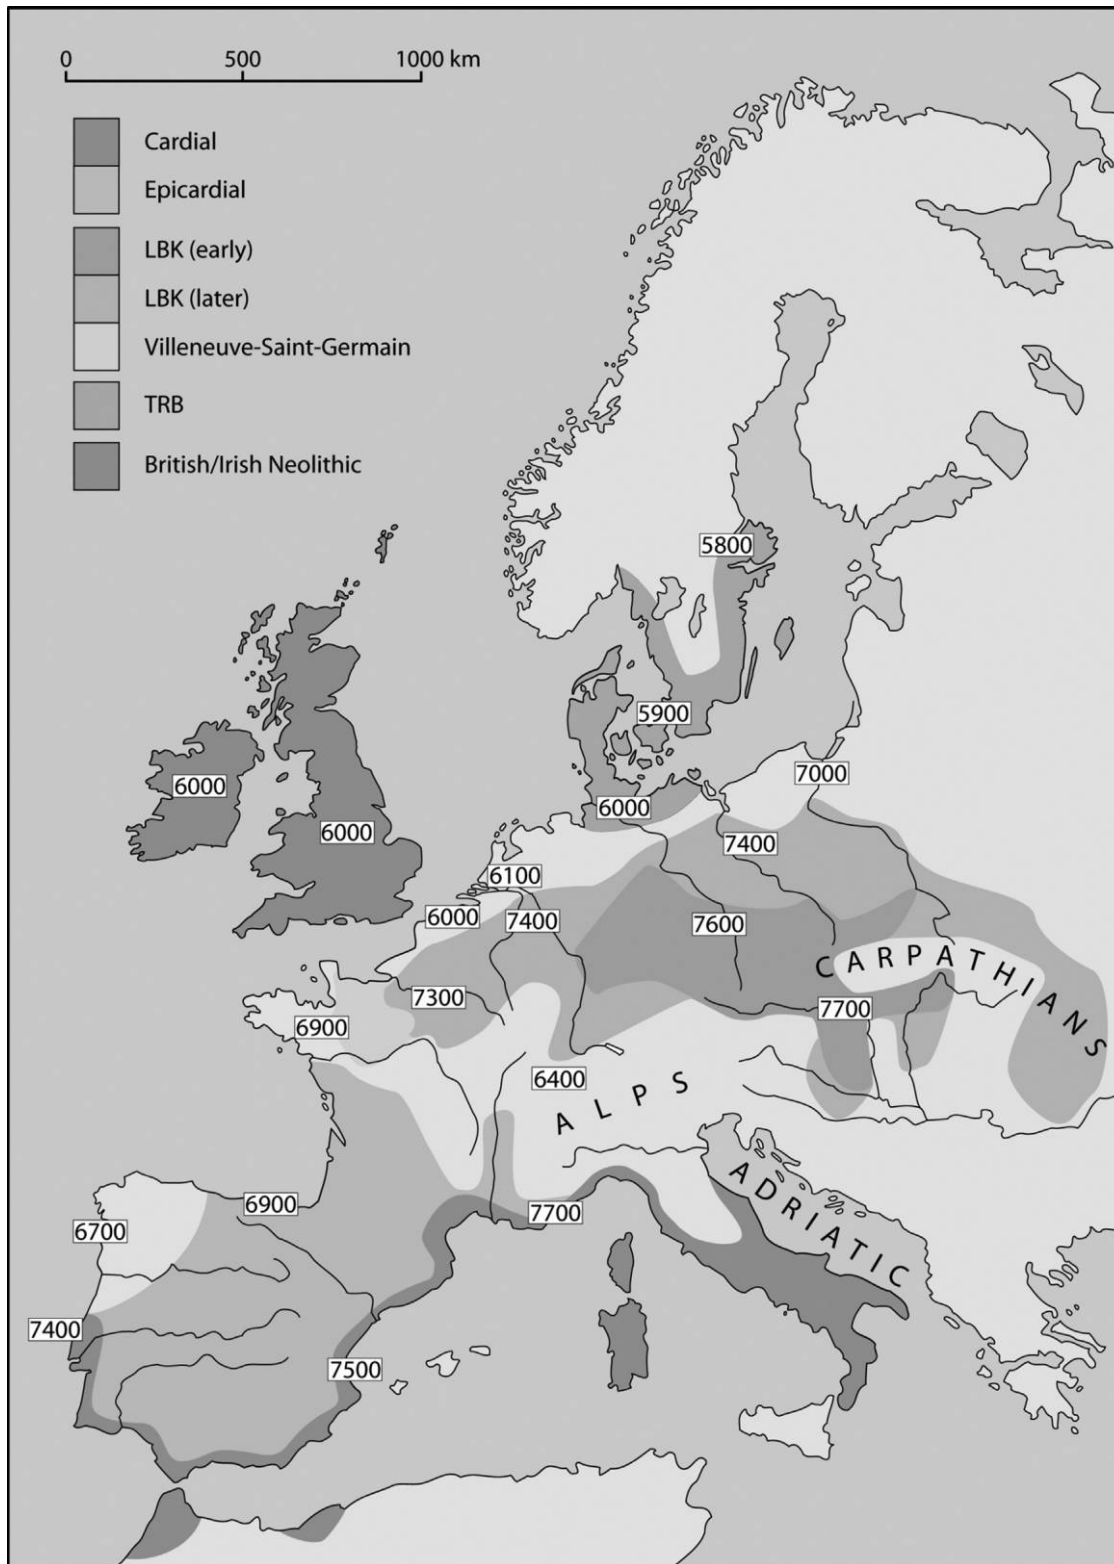 0 500 1000 km
Cardial
Epicardial
LBK (early)
LBK (later)
Villeneuve-Saint-Germain
TRB
British/Irish Neolithic
5800
5900
7000
6000
6000
6000
7400
6100
6000
7400
7600
CARPATHIANS
7300
7700
6900
6400
ALPS
ADRIATIC
6900
7700
6700
7400
7500